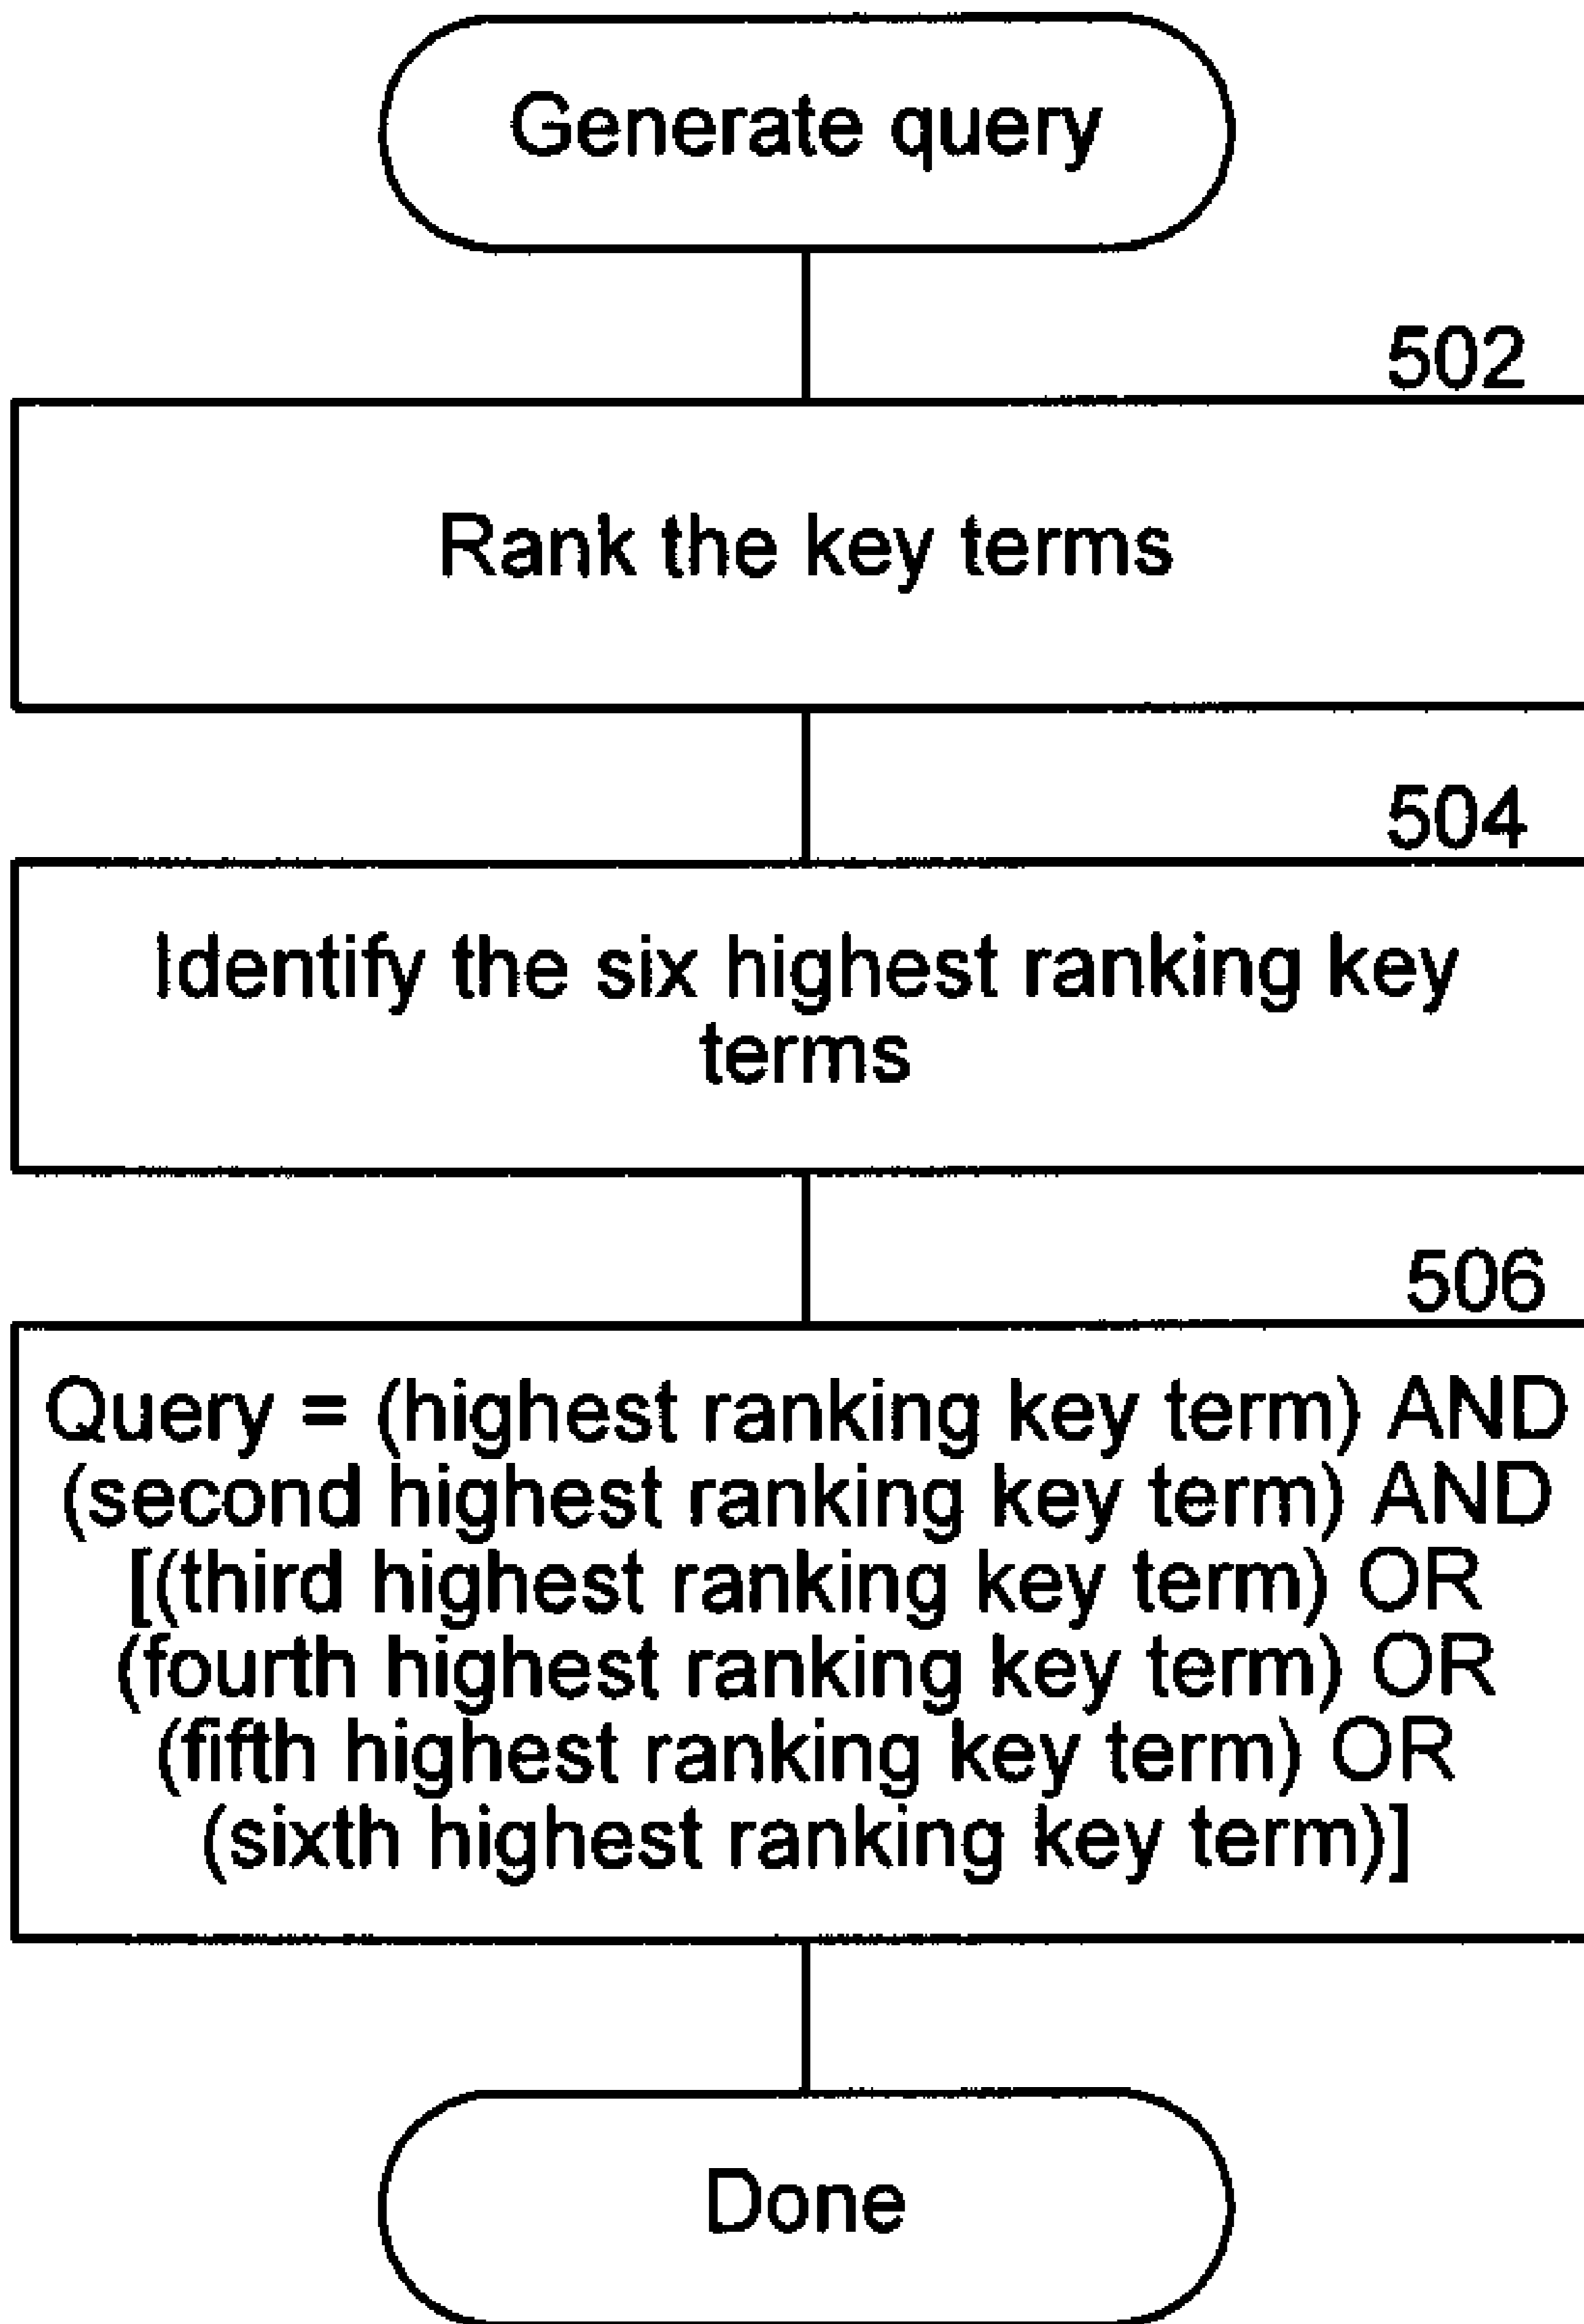 Generate query
502
Rank the key terms
504
Identify the six highest ranking key
terms
506
Query = (highest ranking key term) AND
(second highest ranking key term) AND
[(third highest ranking key term) OR
(fourth highest ranking key term) OR
(fifth highest ranking key term) OR
(sixth highest ranking key term)]
Done